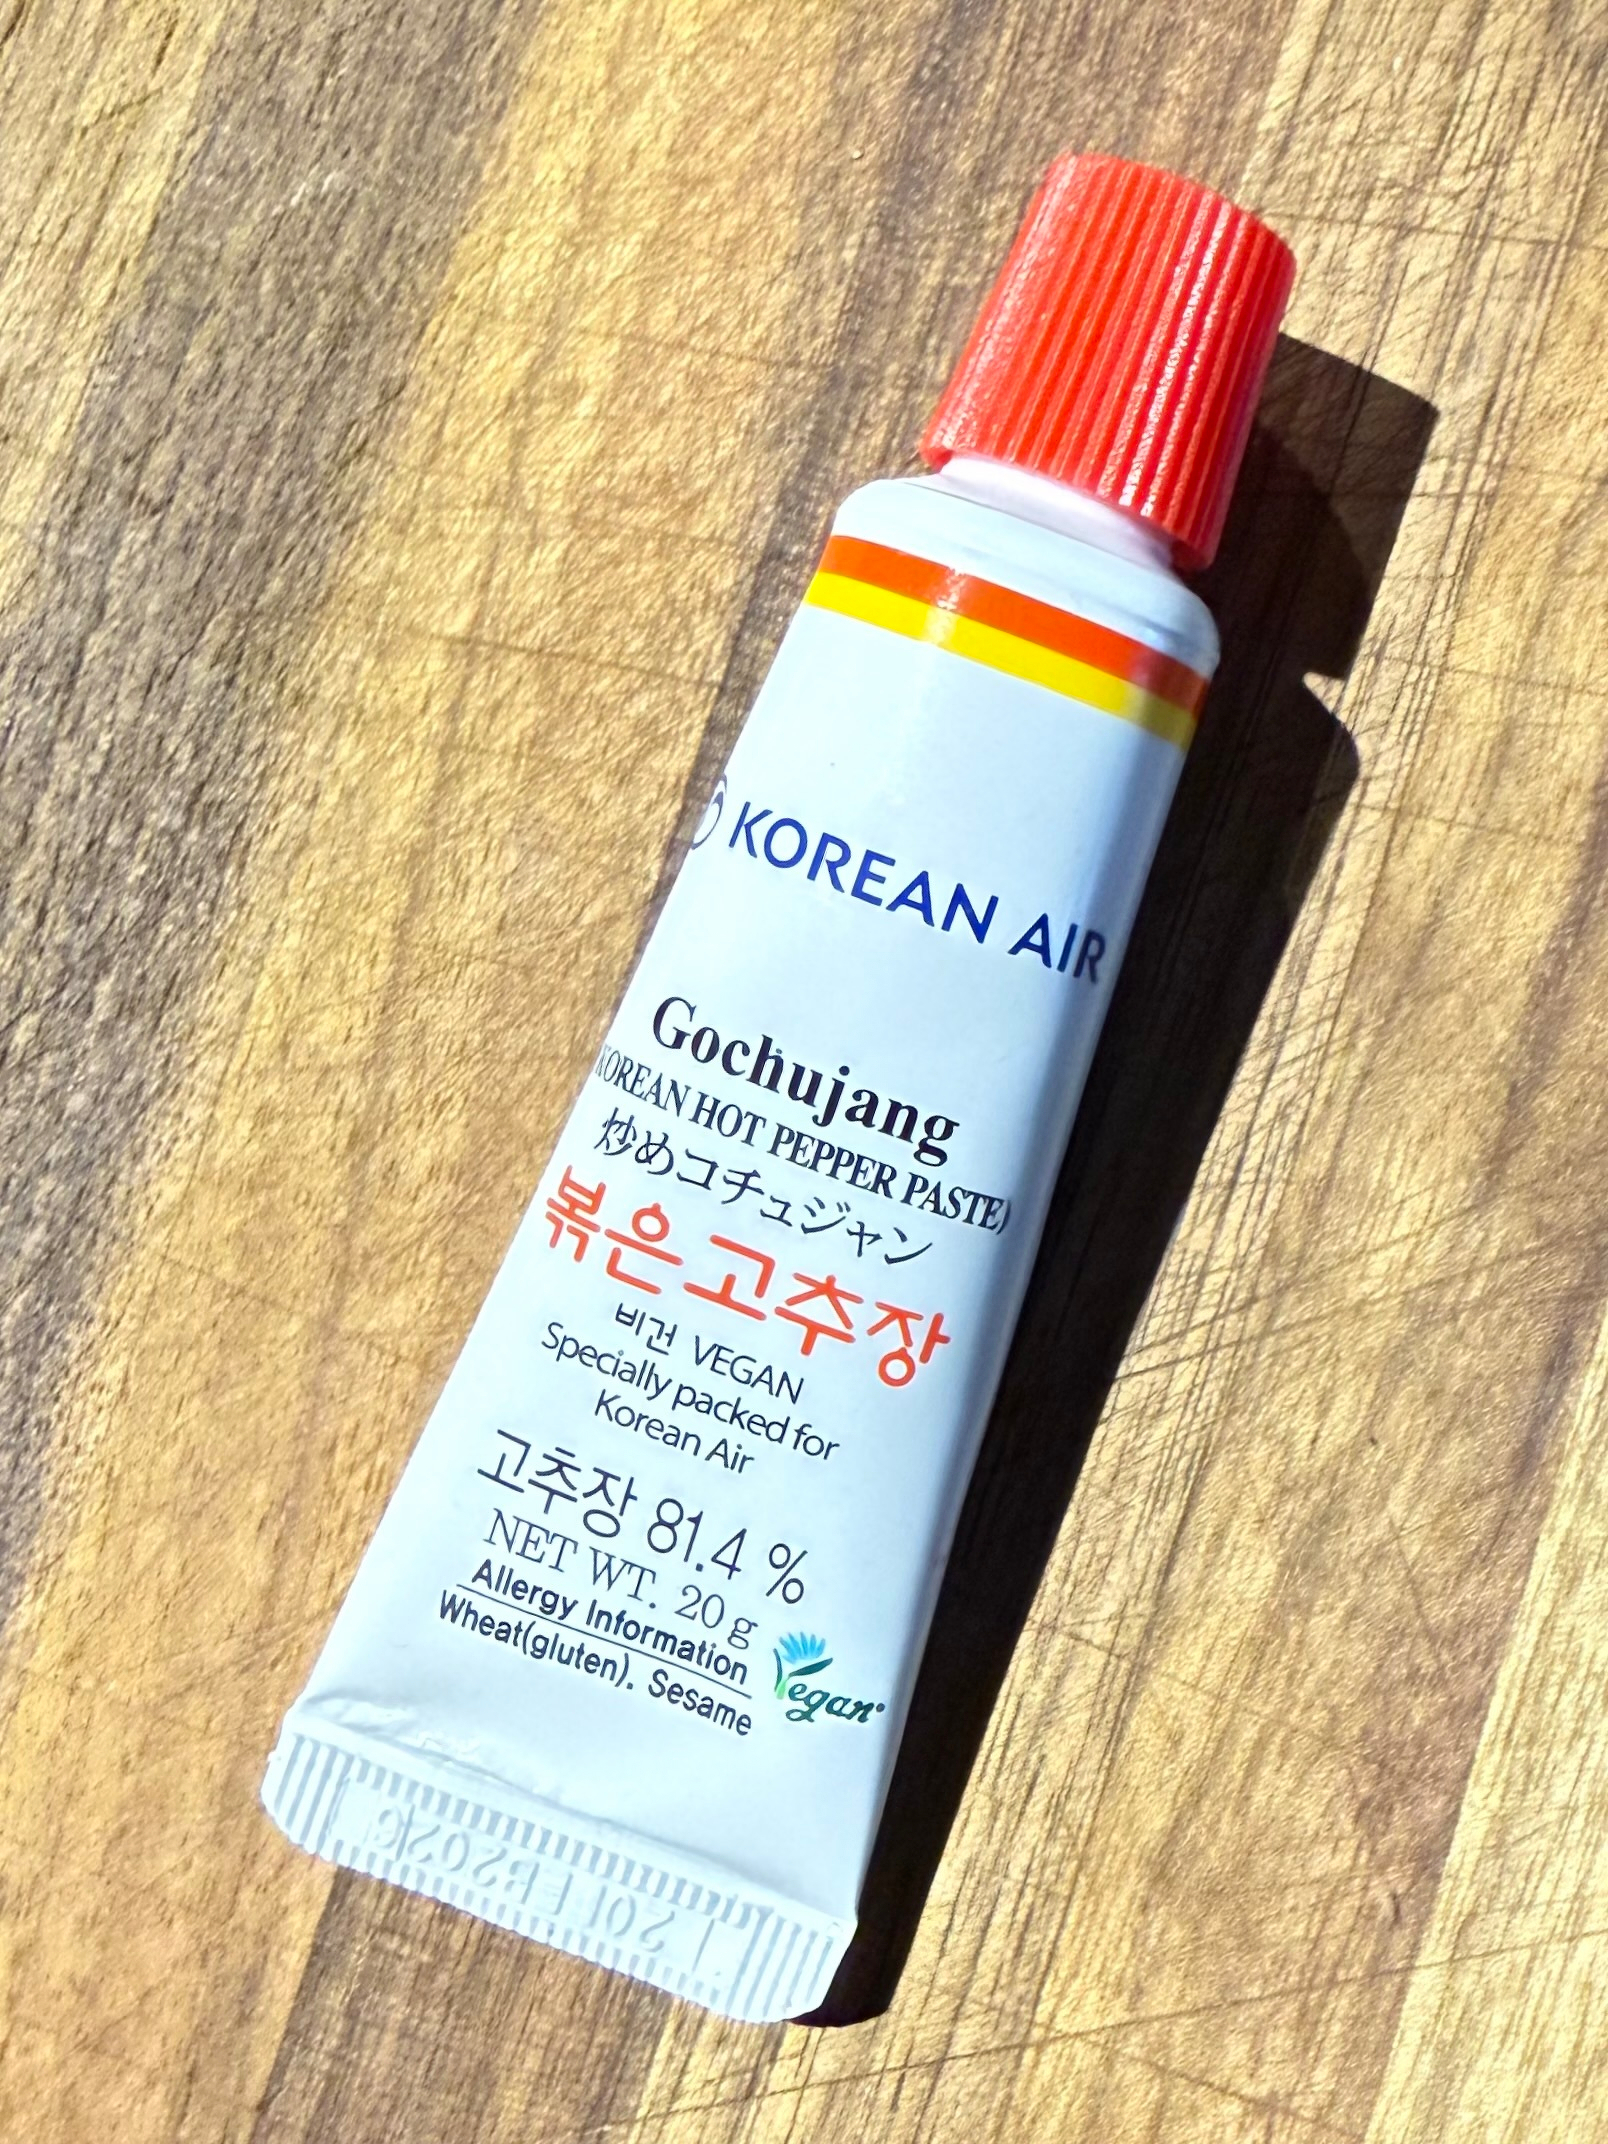 KOREAN AIR
Gochujang
KOREAN HOT PEPPER PASTE)
炒めコチュジャン
볶은고추장
비건 VEGAN
Specially packed for
Korean Air
고추장 81.4 %
NET WT. 20 g
Allergy Information
Wheat(gluten). Sesame
Vegan